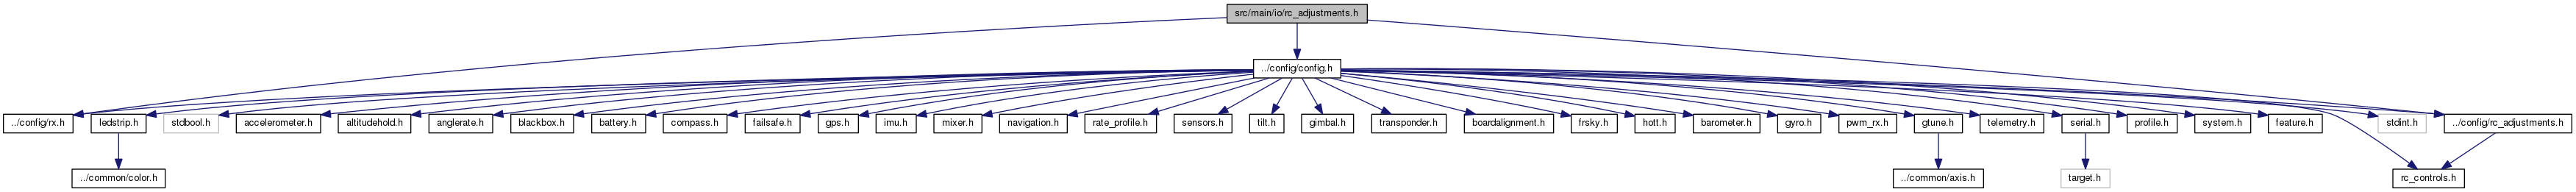 src/main/io/rc_adjustments.h
../config/config.h
../config/rx.h
ledstrip.h
stdbool.h
accelerometer.h
altitudehold.h
anglerate.h
blackbox.h
battery.h
compass.h
failsafe.h
gps.h
imu.h
mixer.h
navigation.h
rate_profile.h
sensors.h
tilt.h
gimbal.h
transponder.h
boardalignment.h
frsky.h
hott.h
barometer.h
gyro.h
pwm_rx.h
gtune.h
telemetry.h
serial.h
profile.h
system.h
feature.h
stdint.h
../config/rc_adjustments.h
../common/color.h
../common/axis.h
target.h
rc_controls.h